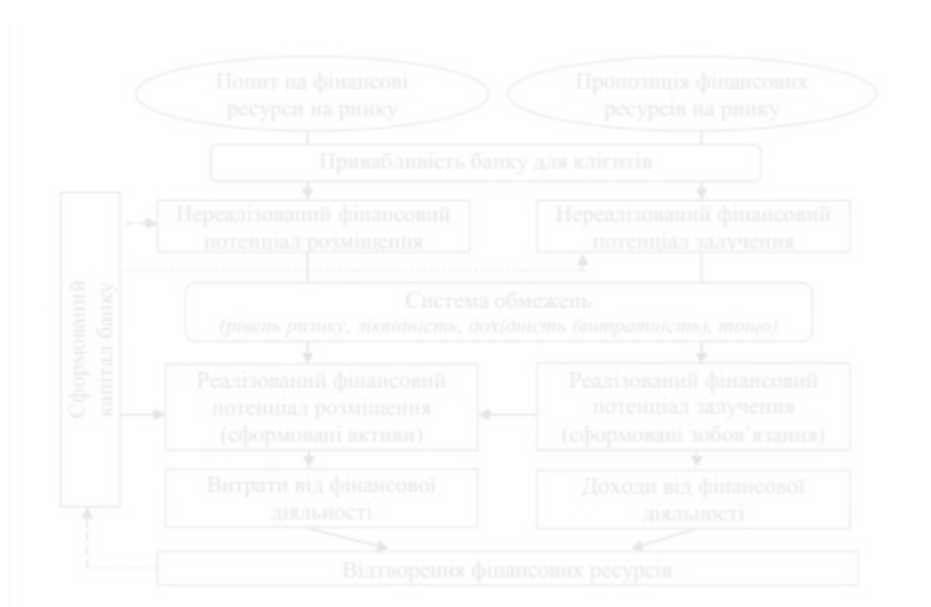 Попит на фінансові
ресурси на ринку
Пропозиція фінансових
ресурсів на ринку
Привабливість банку для клієнтів
Нереалізований фінансовий
потенціал розміщення
Нереалізований фінансовий
потенціал залучення
Сформований
капітал банку
Система обмежень
(рівень ризику, ліквідність, дохідність (витратність), тощо)
Реалізований фінансовий
потенціал розміщення
(сформовані активи)
Реалізований фінансовий
потенціал залучення
(сформовані зобов’язання)
Витрати від фінансової
діяльності
Доходи від фінансової
діяльності
Відтворення фінансових ресурсів